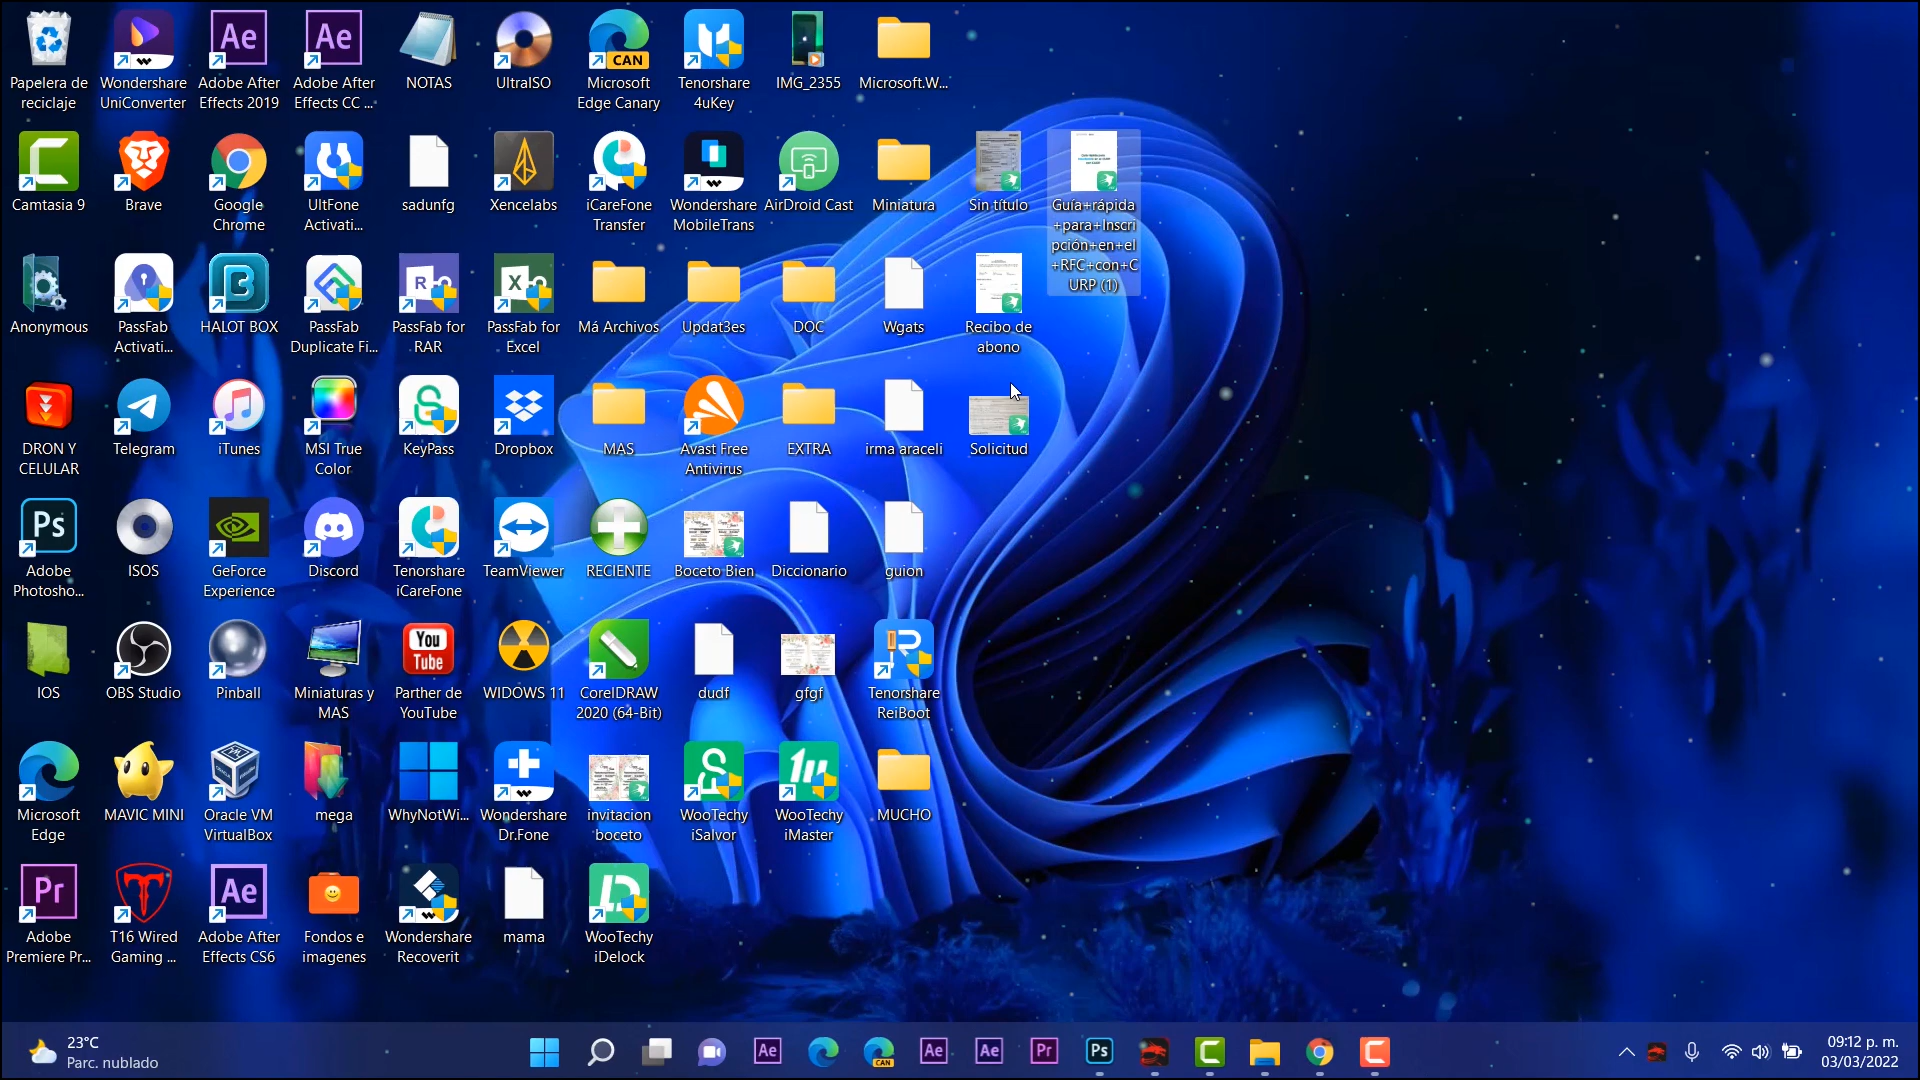 Papelera de
reciclaje
Wondershare
UniConverter
Adobe After
Effects 2019
Adobe After
Effects CC ...
NOTAS
UltraISO
CAN
Microsoft
Edge Canary
Tenorshare
4uKey
IMG_2355
Microsoft.W...
Camtasia 9
Brave
Google
Chrome
UltFone
Activati...
sadunfg
Xencelabs
iCareFone
Transfer
Wondershare
MobileTrans
AirDroid Cast
Miniatura
Sin título
Guía+rápida
+para+Inscri
pción+en+el
+RFC+con+C
URP (1)
Anonymous
PassFab
Activati...
HALOT BOX
PassFab
Duplicate Fi...
PassFab for
RAR
PassFab for
Excel
Má Archivos
Updat3es
DOC
Wgats
Recibo de
abono
DRON Y
CELULAR
Telegram
iTunes
MSI True
Color
KeyPass
Dropbox
MAS
Avast Free
Antivirus
EXTRA
irma araceli
Solicitud
Ps
Adobe
Photosho...
ISOS
GeForce
Experience
Discord
Tenorshare
iCareFone
TeamViewer
RECIENTE
Boceto Bien
Diccionario
guion
IOS
OBS Studio
Pinball
Miniaturas y
MAS
You
Tube
Parther de
YouTube
WIDOWS 11
CorelDRAW
2020 (64-Bit)
dudf
gfgf
Tenorshare
ReiBoot
Microsoft
Edge
MAVIC MINI
Oracle VM
VirtualBox
mega
WhyNotWi...
Wondershare
Dr.Fone
invitacion
boceto
WooTechy
iSalvor
WooTechy
iMaster
MUCHO
Pr
Adobe
Premiere Pr...
T16 Wired
Gaming ...
Ae
Adobe After
Effects CS6
Fondos e
imagenes
Wondershare
Recoverit
mama
WooTechy
iDelock
23°C
Parc. nublado
Ae
CAN
Ae
Ae
Pr
Ps
09:12 p. m.
03/03/2022